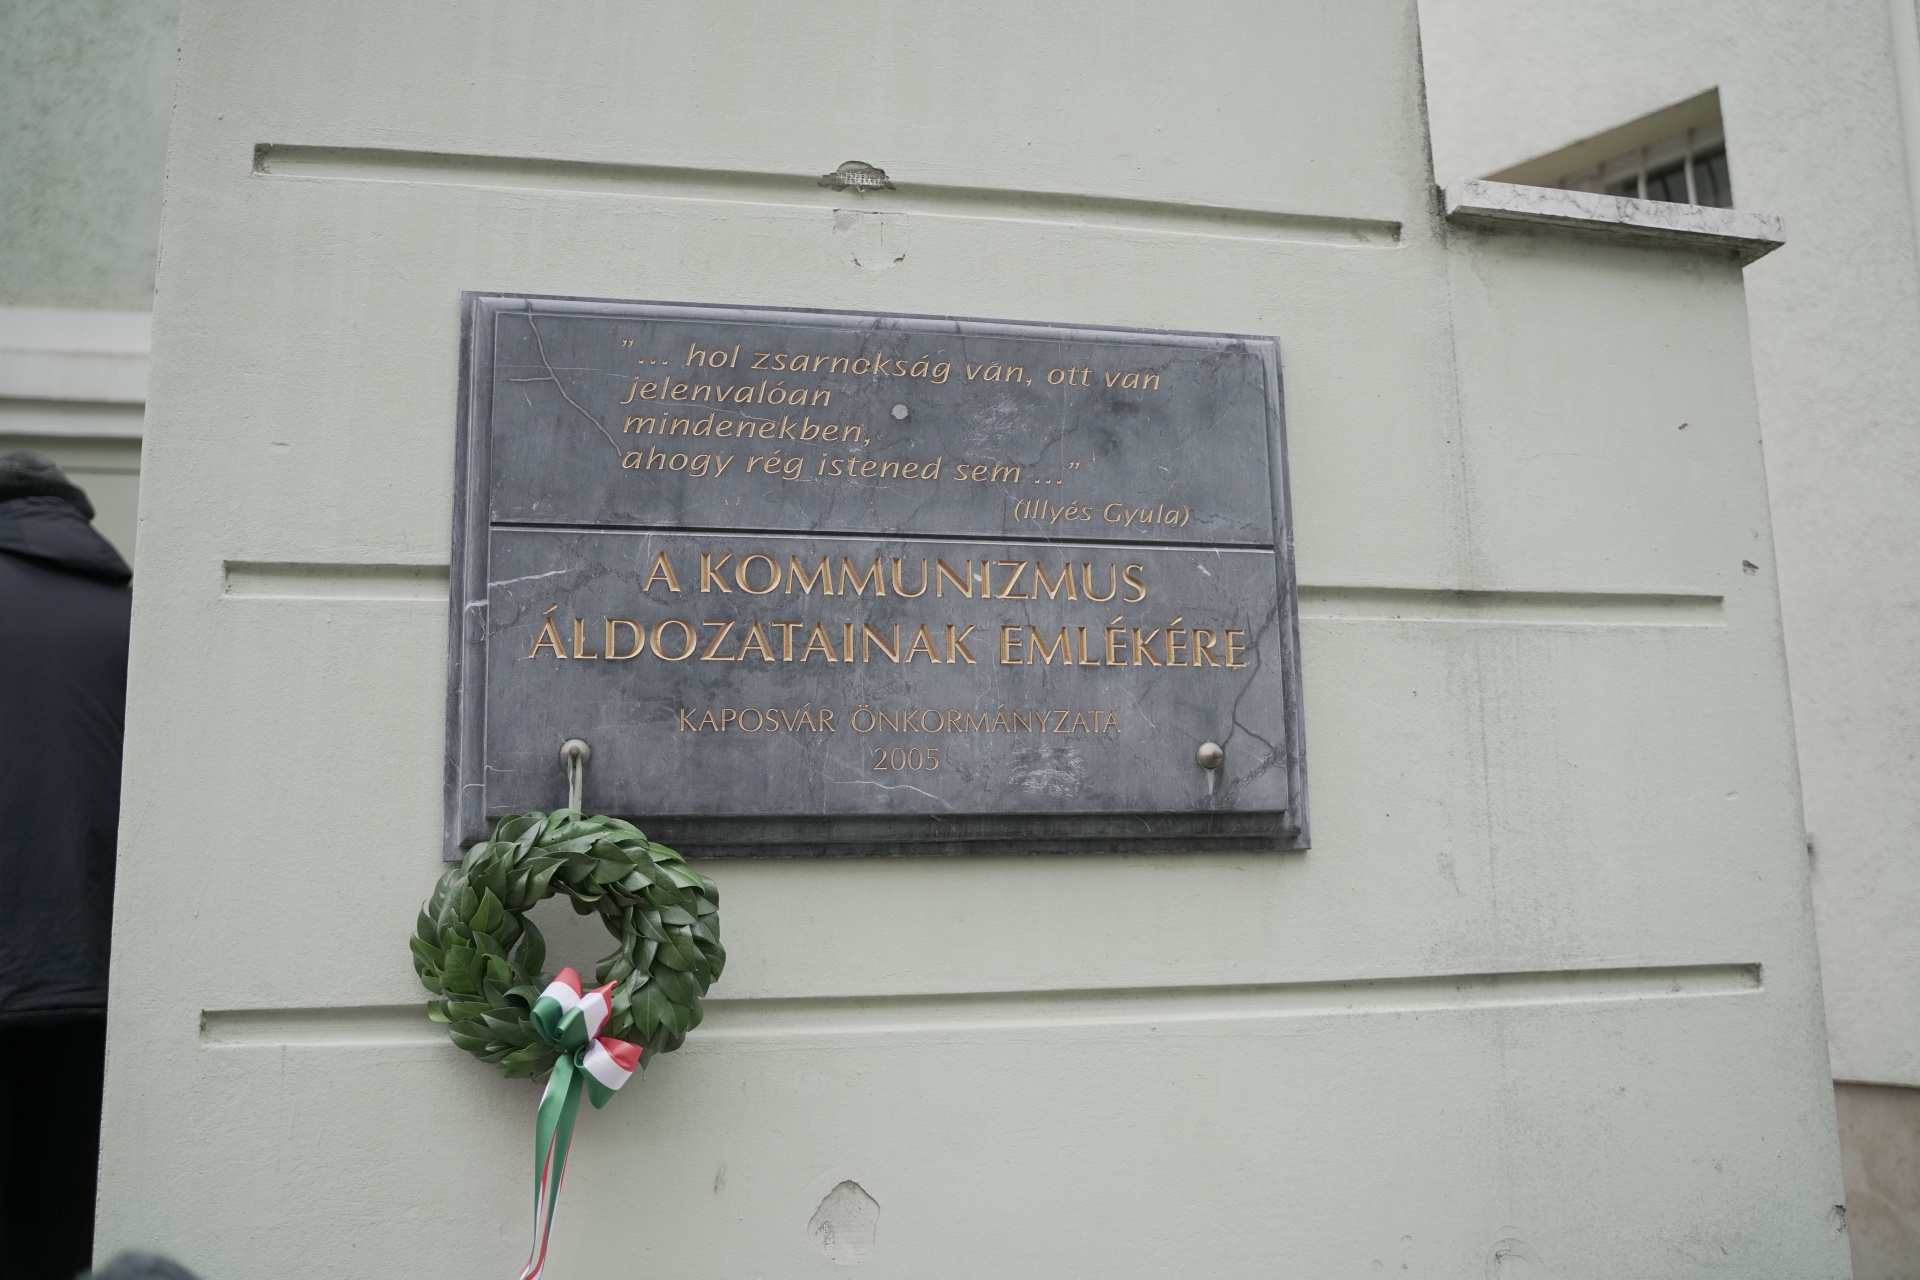 "... hol zsarnokság van, ott van
jelenvalóan
mindenekben,
ahogy rég istened sem ..."
(Illyés Gyula)
A KOMMUNIZMUS
ÁLDOZATAINAK EMLÉKÉRE
KAPOSVÁR ÖNKORMÁNYZATA
2005